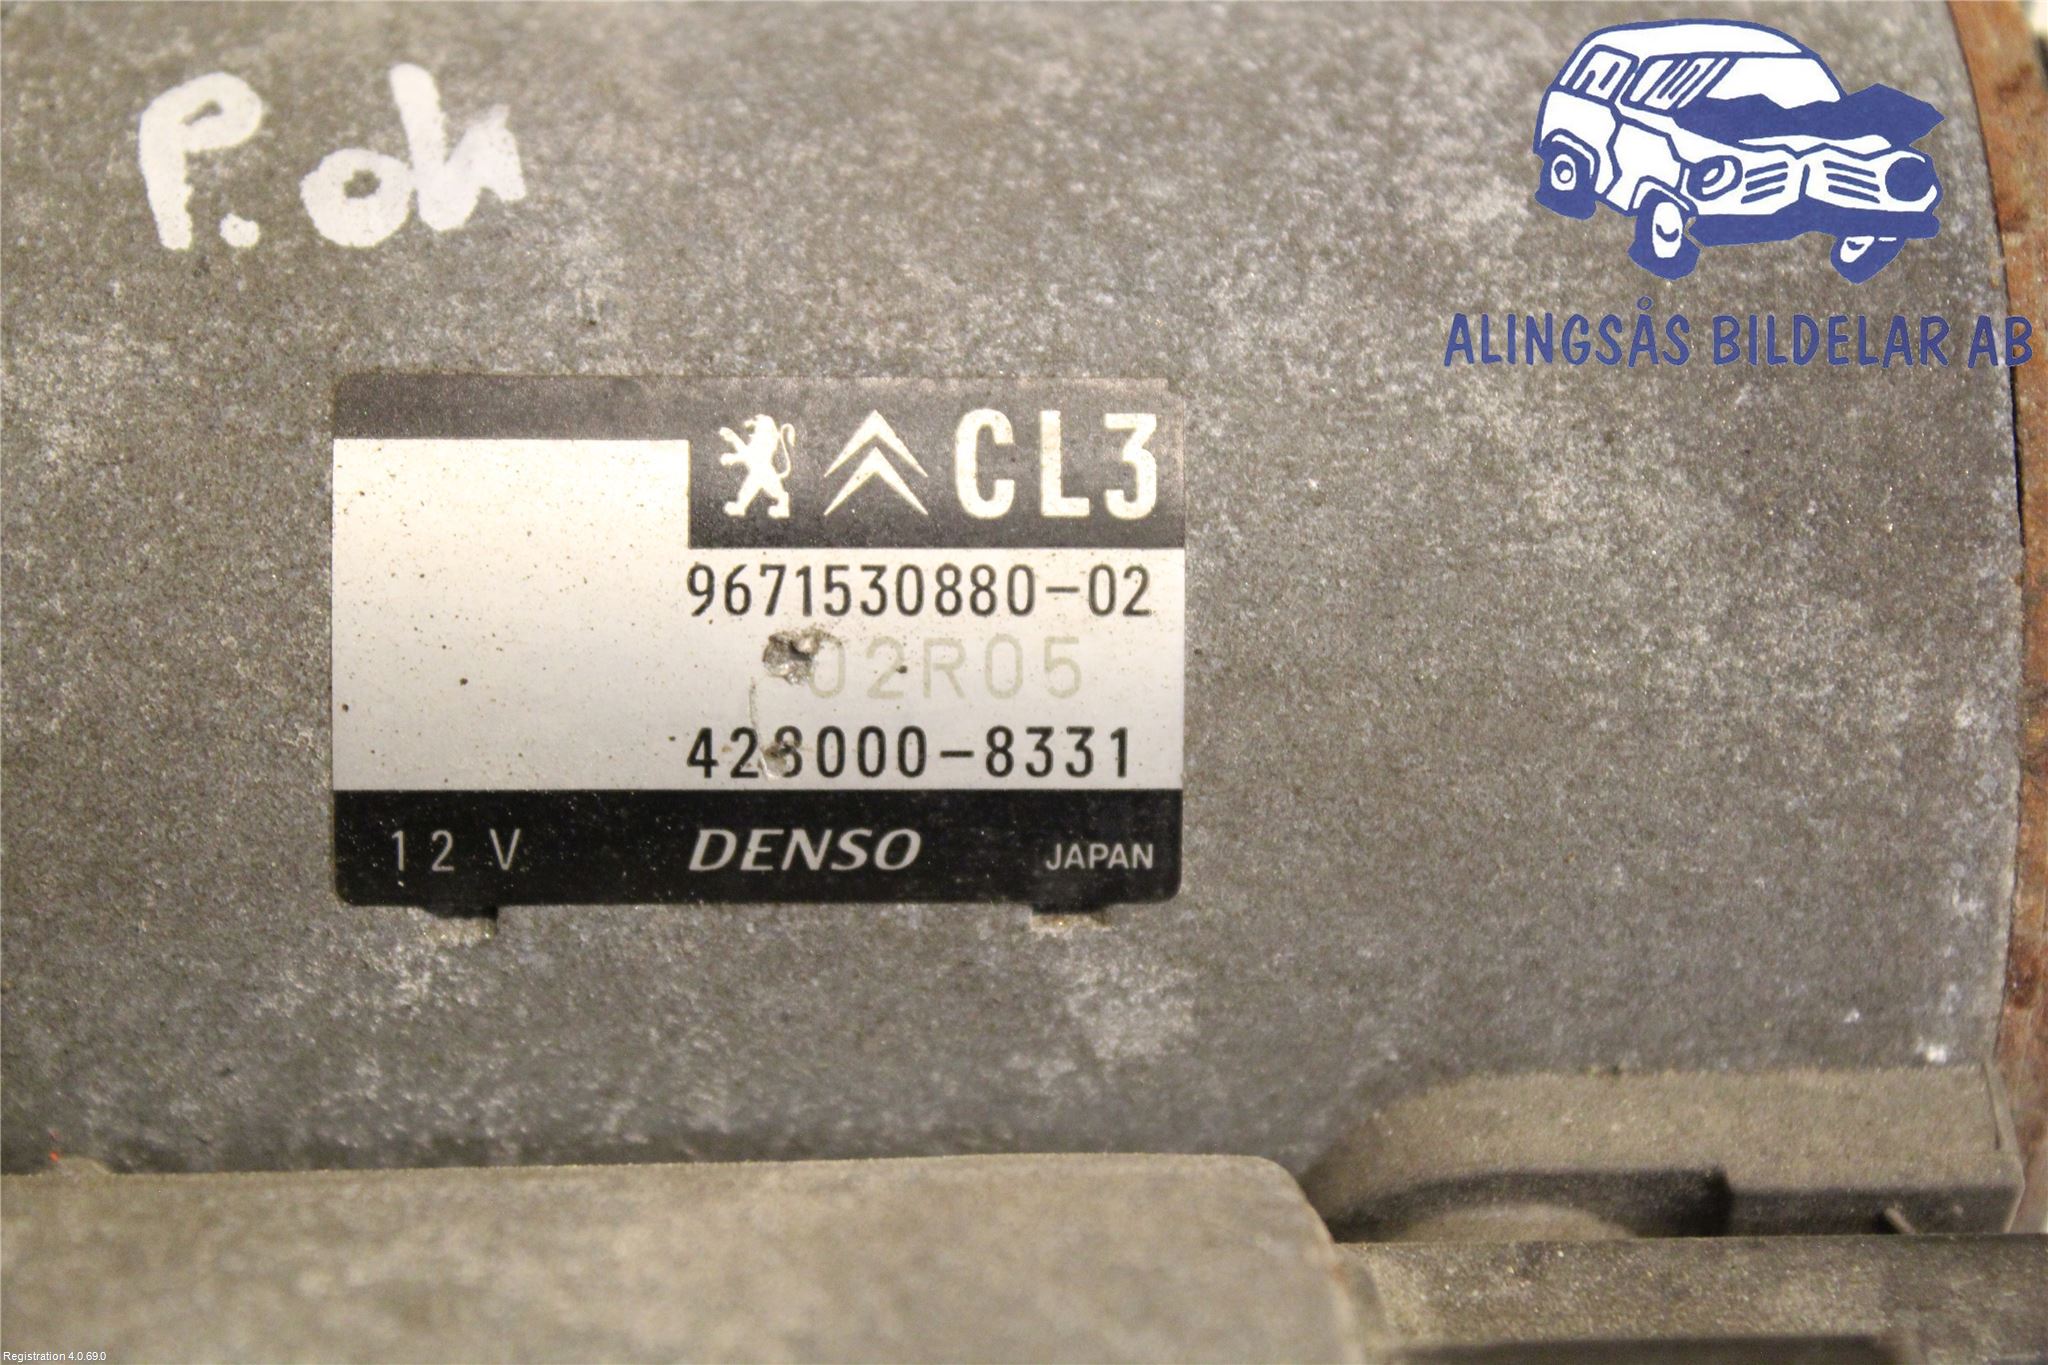 P. ok
ALINGSÅS BILDELAR AB
CL3
9671530880-02
02R05
428000-8331
12 V DENSO JAPAN
Registration 4.0.69.0